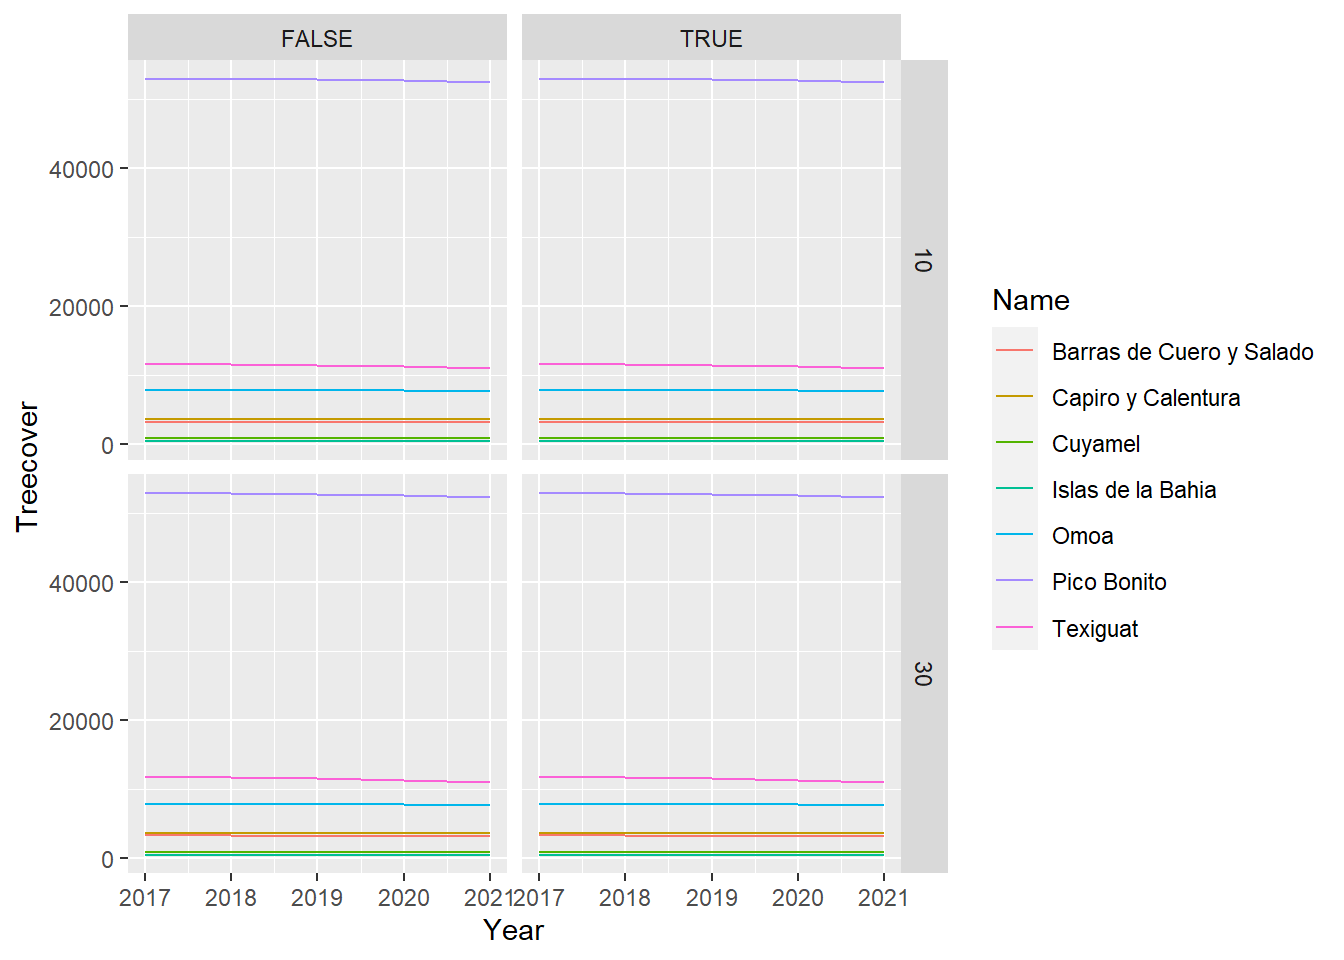 FALSE TRUE
40000
20000
0
10
40000
20000
0
30
2017 2018 2019 2020 2021 2017 2018 2019 2020 2021
Year
Treecover
Name
Barras de Cuero y Salado
Capiro y Calentura
Cuyamel
Islas de la Bahia
Omoa
Pico Bonito
Texiguat